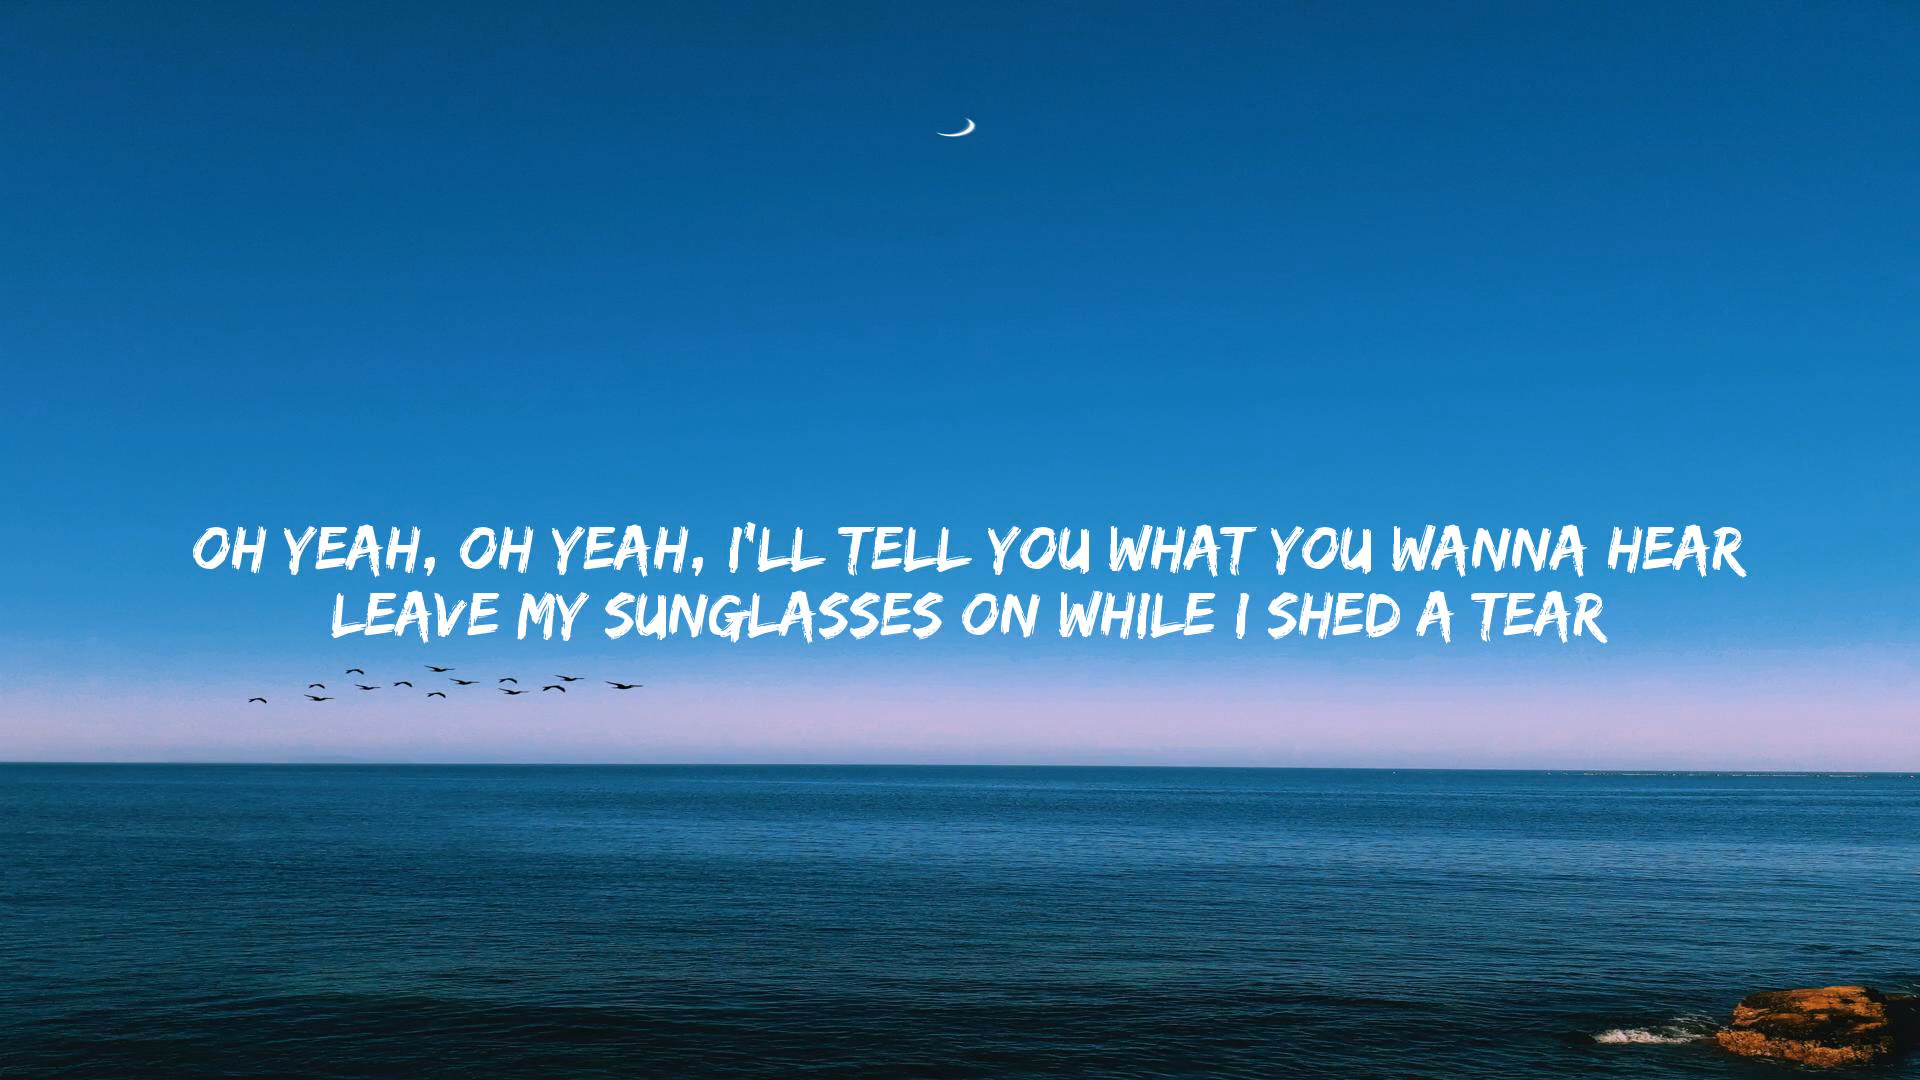 OH YEAH, OH YEAH, I'LL TELL YOU WHAT YOU WANNA HEAR
LEAVE MY SUNGLASSES ON WHILE I SHED A TEAR